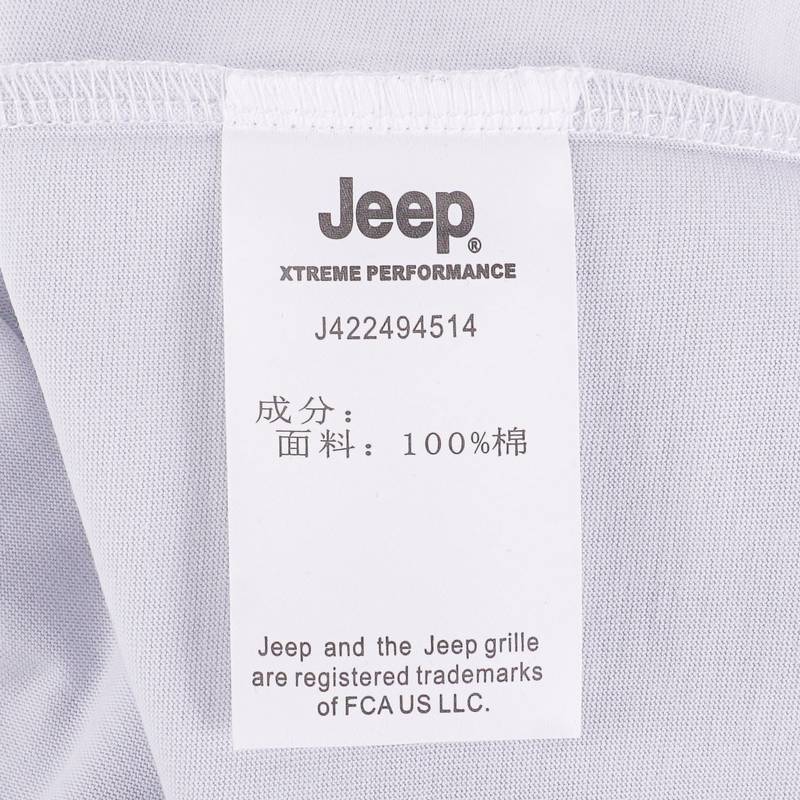 Jeep®
XTREME PERFORMANCE
J422494514
成分：
面料：100%棉
Jeep and the Jeep grille
are registered trademarks
of FCA US LLC.